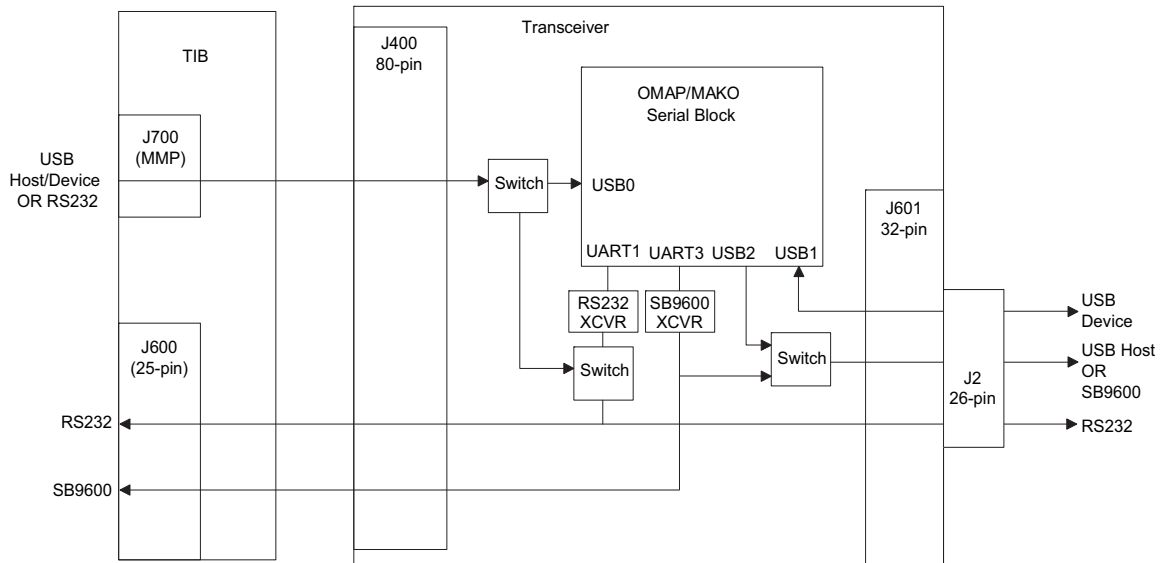 Transceiver
TIB
J400
80-pin
OMAP/MAKO
Serial Block
J700
(MMP)
USB
Host/Device
OR RS232
Switch
USB0
J601
32-pin
UART1
UART3
USB2
USB1
RS232
XCVR
SB9600
XCVR
USB
Device
J600
(25-pin)
Switch
Switch
J2
26-pin
USB Host
OR
SB9600
RS232
RS232
SB9600